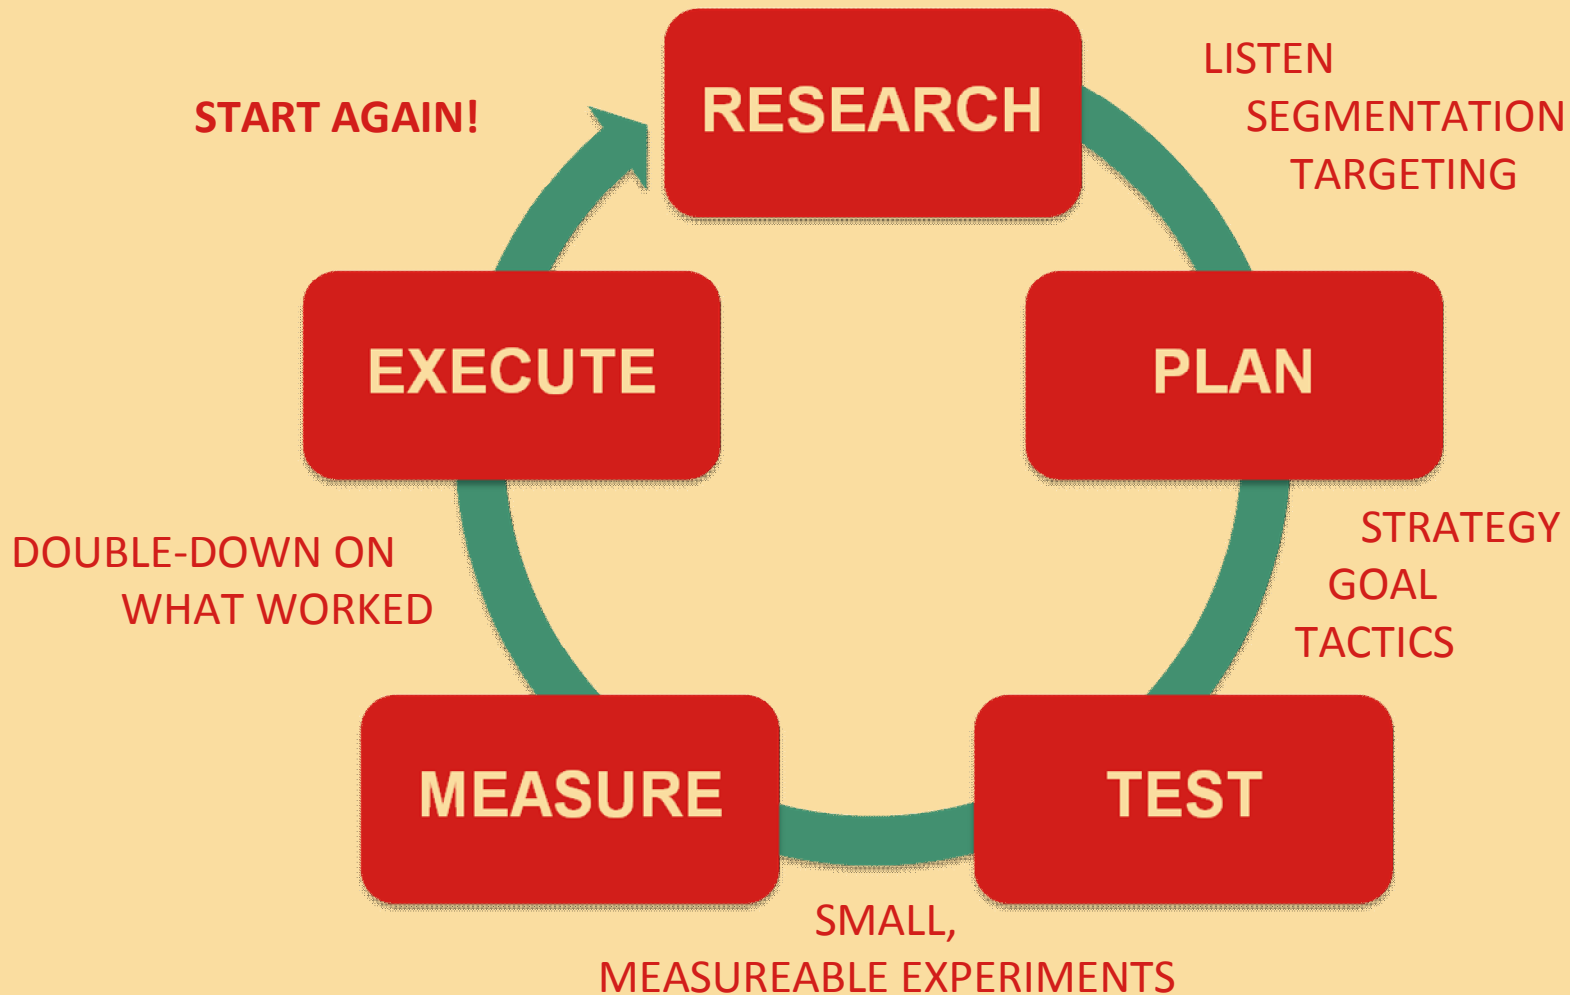 RESEARCH
LISTEN
SEGMENTATION
TARGETING
PLAN
STRATEGY
GOAL
TACTICS
TEST
SMALL,
MEASUREABLE EXPERIMENTS
MEASURE
DOUBLE-DOWN ON
WHAT WORKED
EXECUTE
START AGAIN!